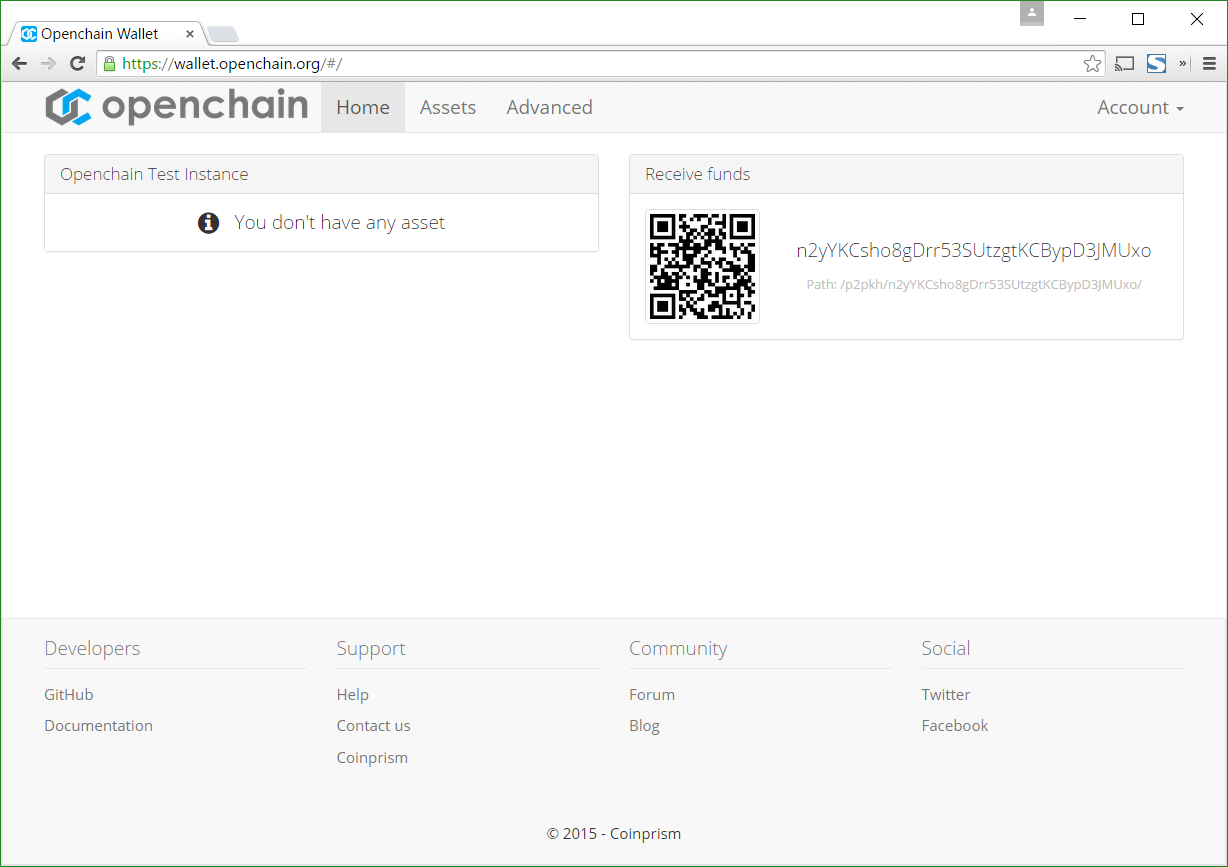 Openchain Wallet
https://wallet.openchain.org/#/
openchain
Home
Assets
Advanced
Account
Openchain Test Instance
You don't have any asset
Receive funds
n2yYKCsho8gDrr53SUtzgtKCBypD3JMUxo
Path: /p2pkh/n2yYKCsho8gDrr53SUtzgtKCBypD3JMUxo/
Developers
GitHub
Documentation
Support
Help
Contact us
Coinprism
Community
Forum
Blog
Social
Twitter
Facebook
© 2015 - Coinprism